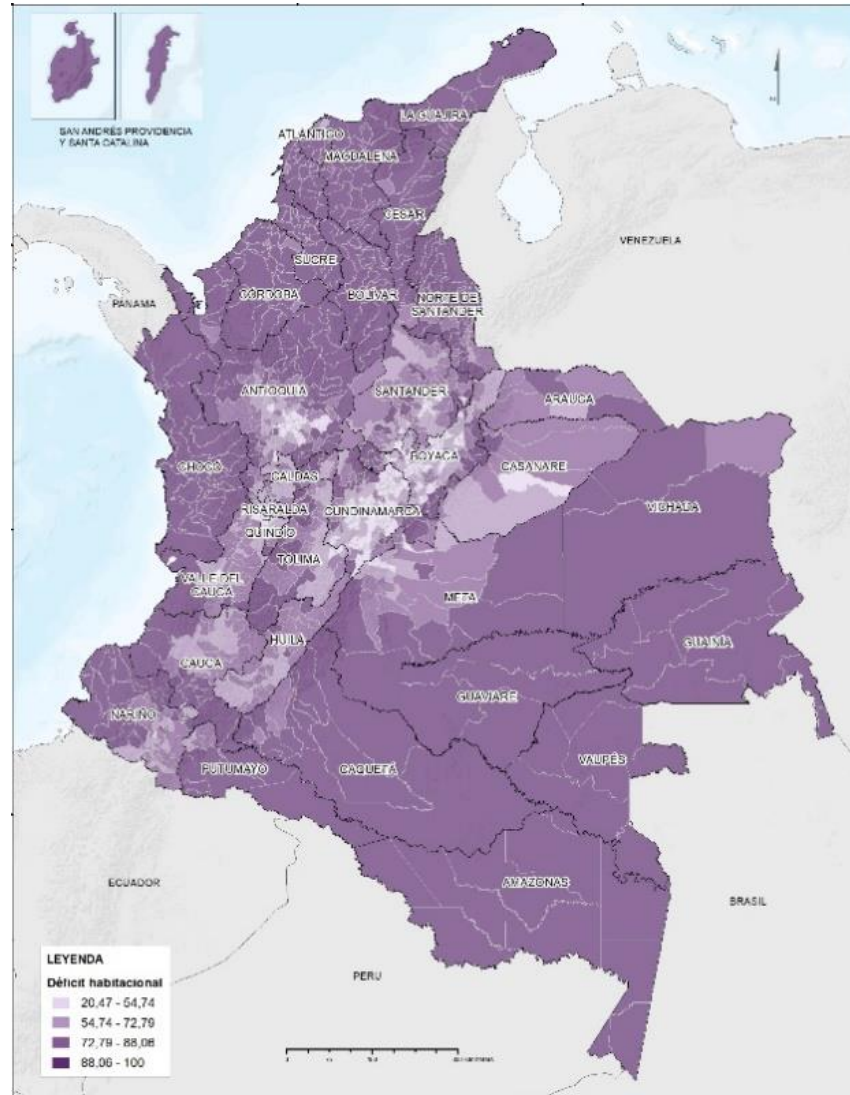 SAN ANDRÉS PROVIDENCIA
Y SANTA CATALINA
LA GUAJIRA
ATLÁNTICO
MAGDALENA
CESAR
VENEZUELA
SUCRE
PANAMA
CÓRDOBA
BOLÍVAR
NORTE DE
SANTANDER
ANTIOQUIA
SANTANDER
ARAUCA
BOYACA
CHOCÓ
CALDAS
CASANARE
RISARALDA
CUNDINAMARCA
VICHADA
QUINDÍO
TOLIMA
VALLE DEL
CAUCA
META
HUILA
GUAINÍA
CAUCA
GUAVIARE
NARIÑO
VAUPÉS
PUTUMAYO
CAQUETÁ
ECUADOR
AMAZONAS
BRASIL
PERU
LEYENDA
Déficit habitacional
20,47 - 54,74
54,74 - 72,79
72,79 - 88,06
88,06 - 100